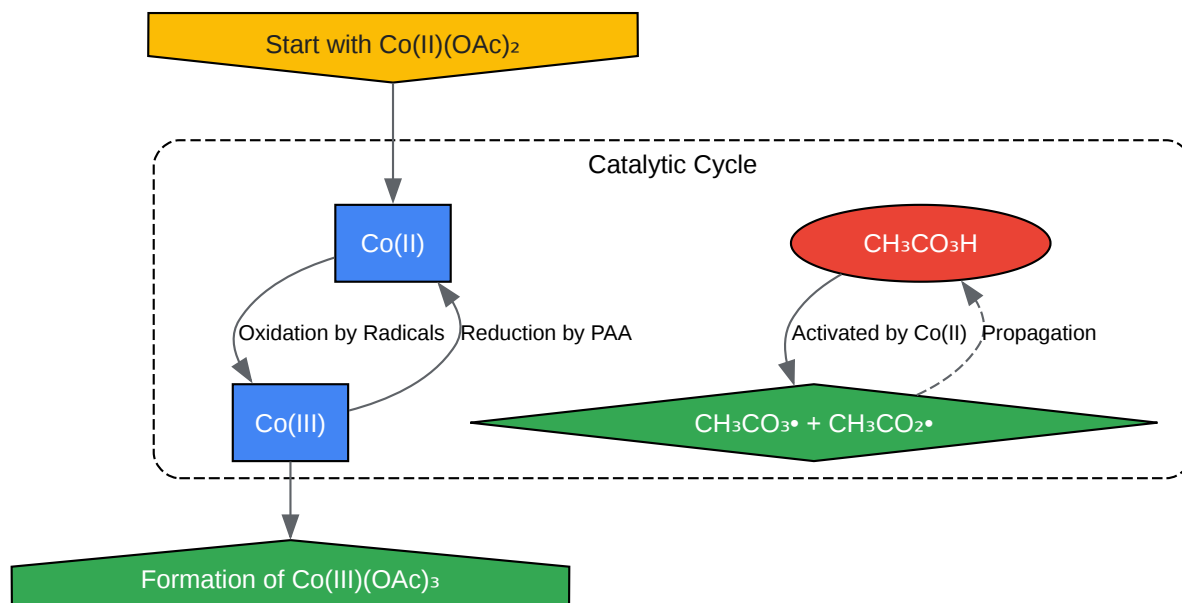 Start with Co(II)(OAc)₂
Catalytic Cycle
Co(II)
CH₃CO₃H
Oxidation by Radicals
Reduction by PAA
Activated by Co(II)
Propagation
Co(III)
CH₃CO₃• + CH₃CO₂•
Formation of Co(III)(OAc)₃